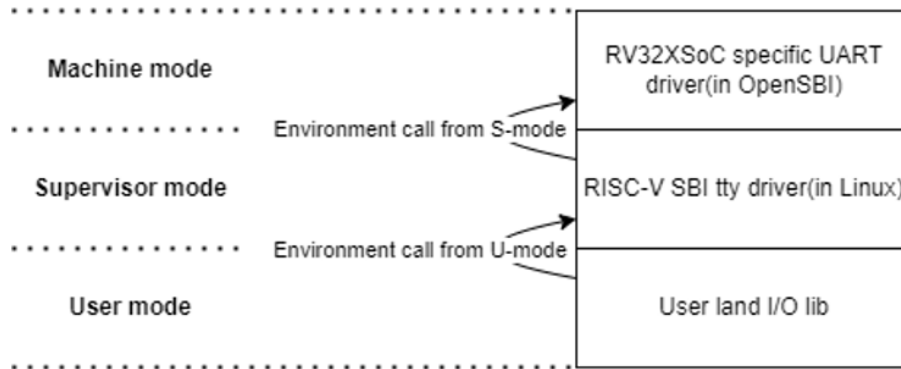 Machine mode
RV32XSoC specific UART
driver(in OpenSBI)
Environment call from S-mode
Supervisor mode
RISC-V SBI tty driver(in Linux)
Environment call from U-mode
User mode
User land I/O lib